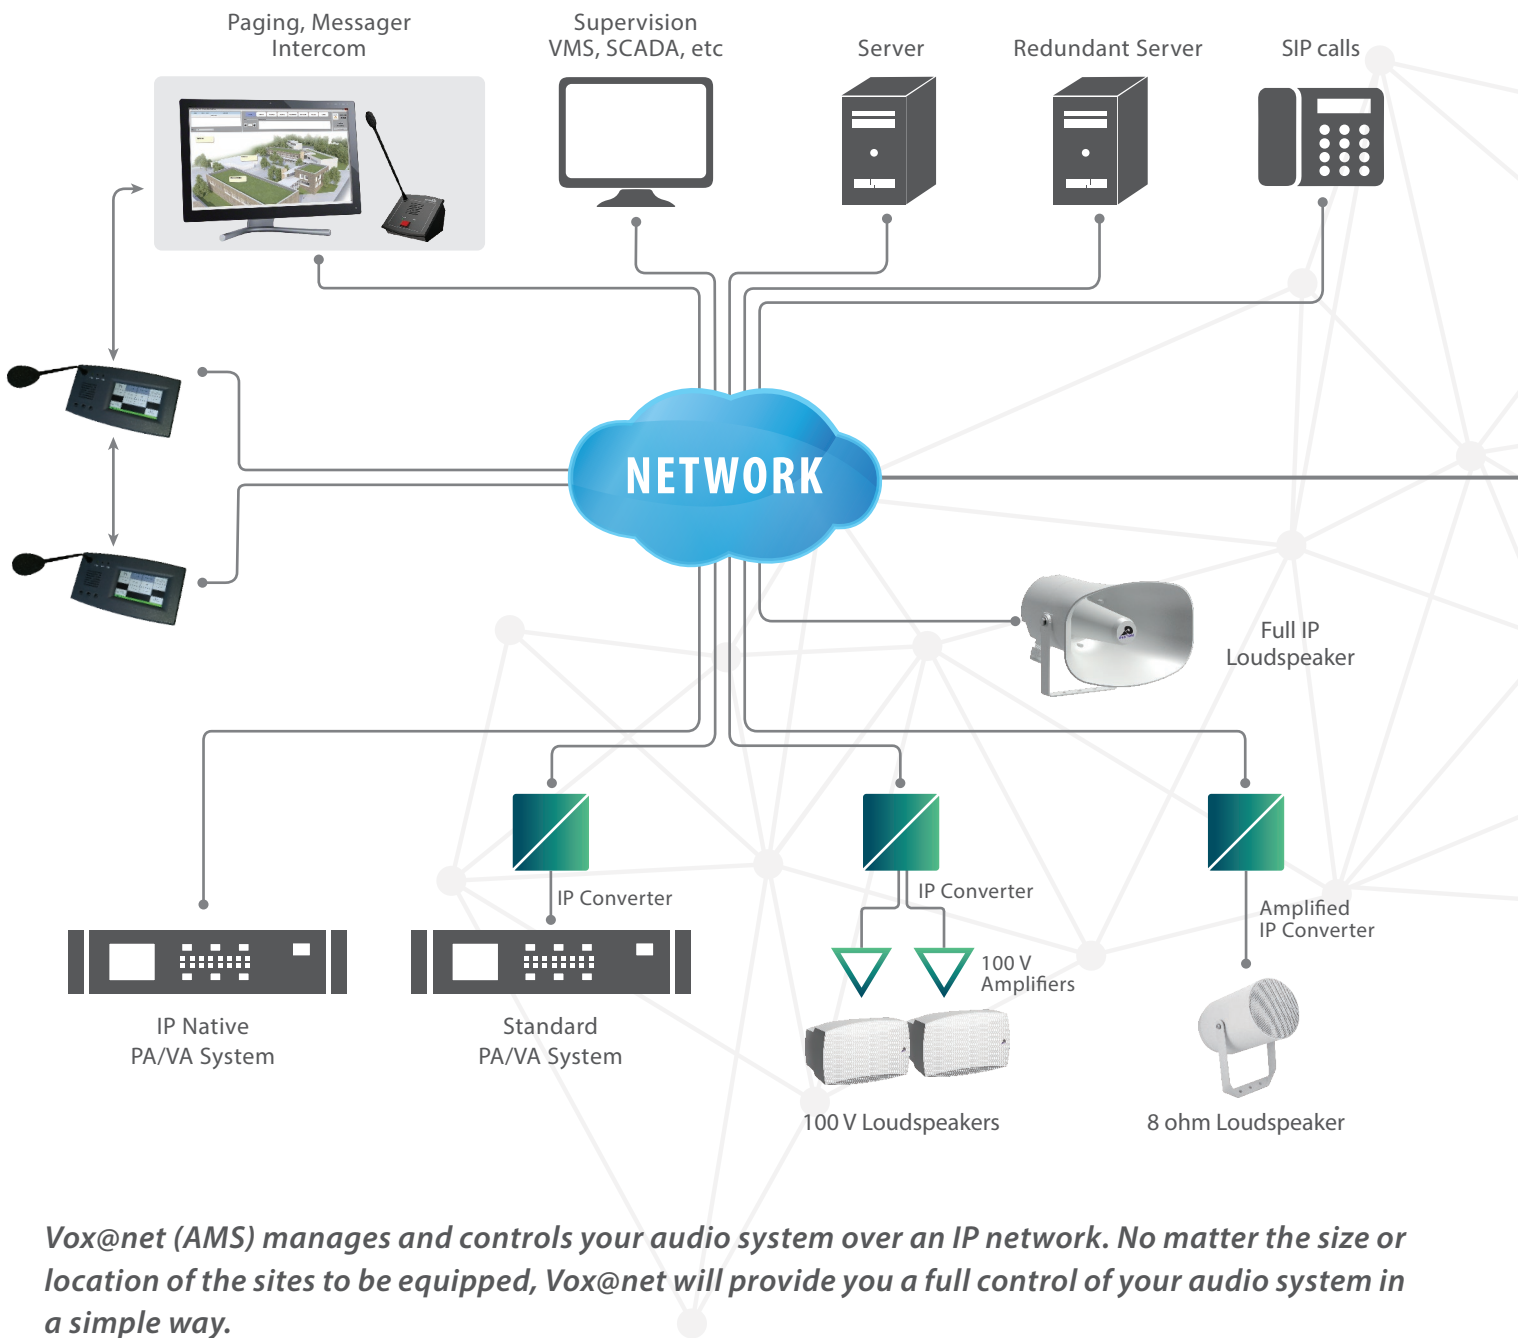 Paging, Messager
Intercom
Supervision
VMS, SCADA, etc
Server
Redundant Server
SIP calls
NETWORK
Full IP
Loudspeaker
IP Converter
IP Converter
Amplified
IP Converter
100 V
Amplifiers
IP Native
PA/VA System
Standard
PA/VA System
100 V Loudspeakers
8 ohm Loudspeaker
Vox@net (AMS) manages and controls your audio system over an IP network. No matter the size or
location of the sites to be equipped, Vox@net will provide you a full control of your audio system in
a simple way.